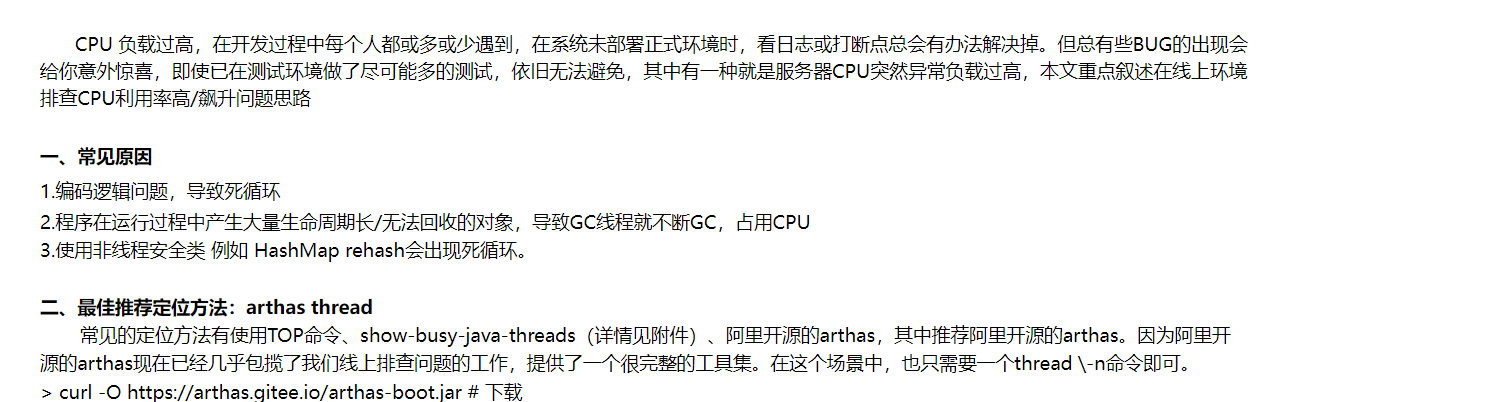 CPU 负载过高，在开发过程中每个人都或多或少遇到，在系统未部署正式环境时，看日志或打断点总会有办法解决掉。但总有些BUG的出现会
给你意外惊喜，即使已在测试环境做了尽可能多的测试，依旧无法避免，其中有一种就是服务器CPU突然异常负载过高，本文重点叙述在线上环境
排查CPU利用率高/飙升问题思路
一、常见原因
1.编码逻辑问题，导致死循环
2.程序在运行过程中产生大量生命周期长/无法回收的对象，导致GC线程就不断GC，占用CPU
3.使用非线程安全类 例如 HashMap rehash会出现死循环。
二、最佳推荐定位方法：arthas thread
常见的定位方法有使用TOP命令、show-busy-java-threads（详情见附件）、阿里开源的arthas，其中推荐阿里开源的arthas。因为阿里开
源的arthas现在已经几乎包揽了我们线上排查问题的工作，提供了一个很完整的工具集。在这个场景中，也只需要一个thread \-n命令即可。
> curl -O https://arthas.gitee.io/arthas-boot.jar # 下载